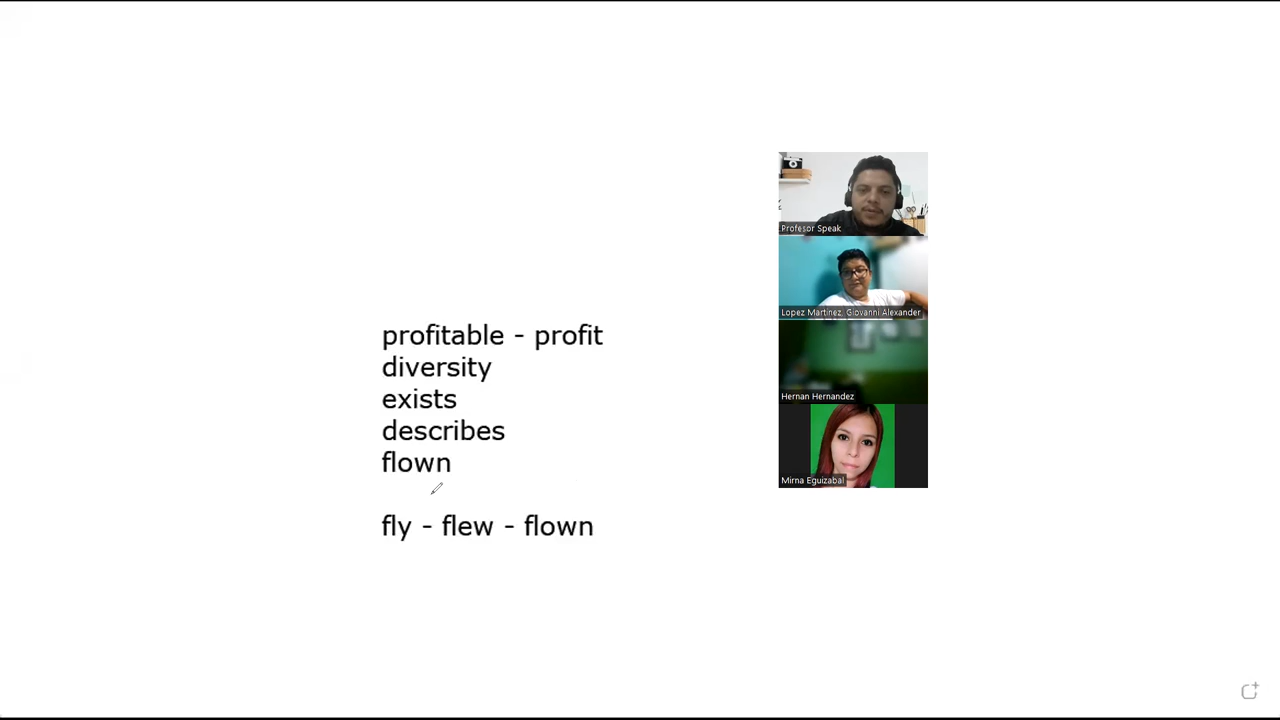 profitable - profit
diversity
exists
describes
flown
fly - flew - flown
Profesor Speak
Lopez Martinez, Giovanni Alexander
Hernan Hernandez
Mirna Eguizabal